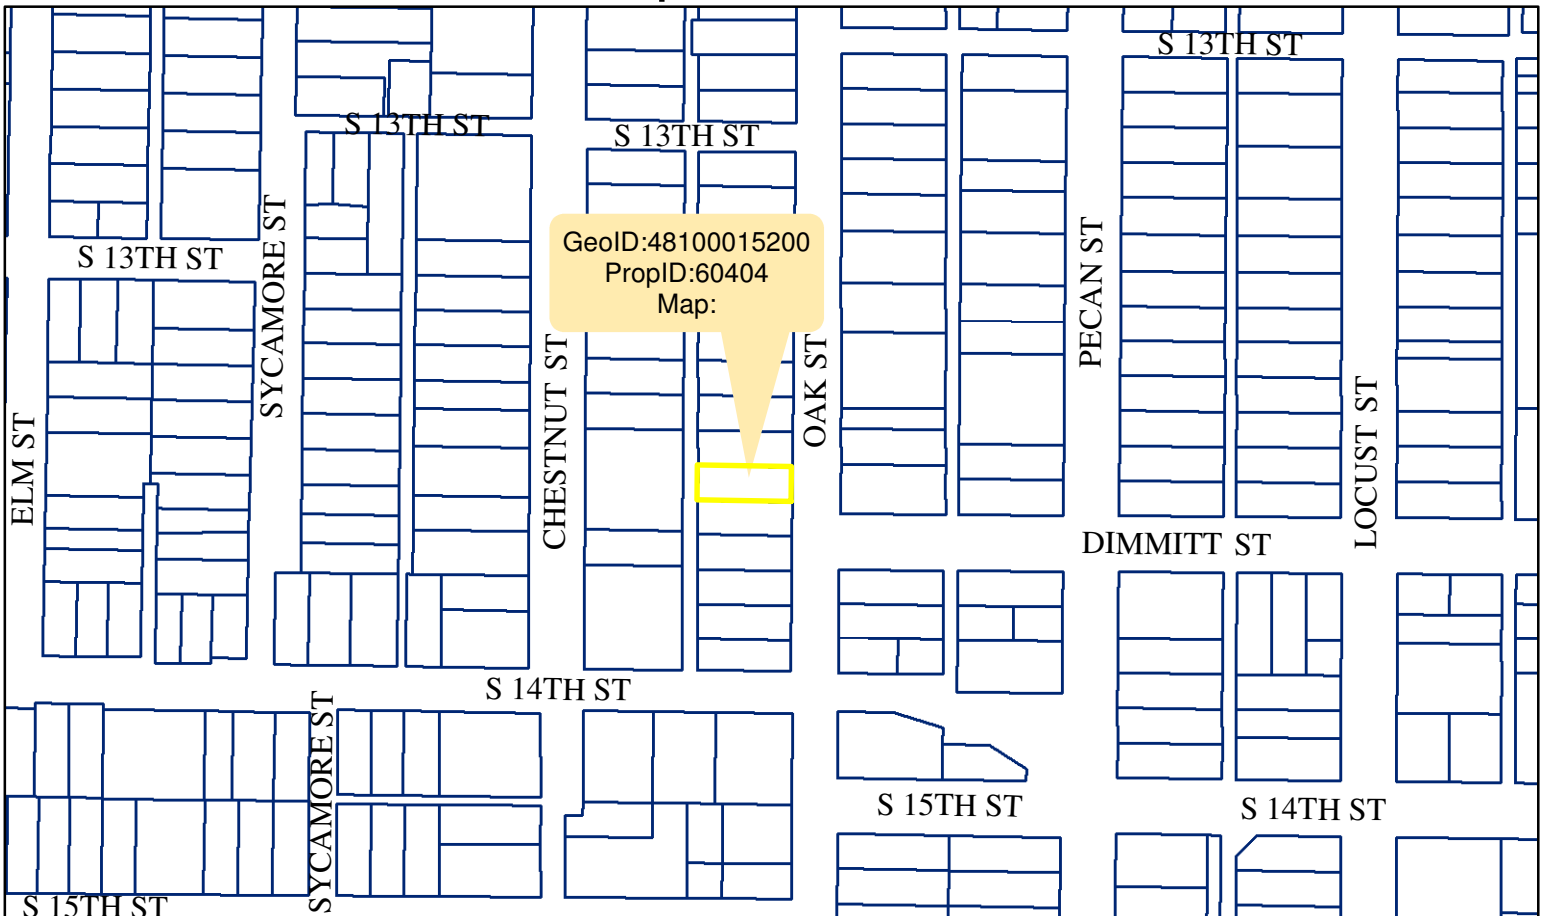 S 13TH ST
S 13TH ST
S 13TH ST
S 13TH ST
SYCAMORE ST
GeoID:48100015200
PropID:60404
Map:
PECAN ST
OAK ST
CHESTNUT ST
LOCUST ST
ELM ST
DIMMITT ST
S 14TH ST
SYCAMORE ST
S 15TH ST
S 14TH ST
S 15TH ST